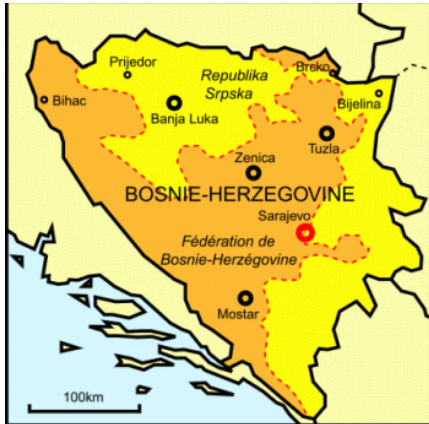 Prijedor
Republika
Srpska
Brcko
Bihac
Banja Luka
Bijelina
Tuzla
Zenica
BOSNIE-HERZEGOVINE
Sarajevo
Fédération de
Bosnie-Herzégovine
Mostar
100km